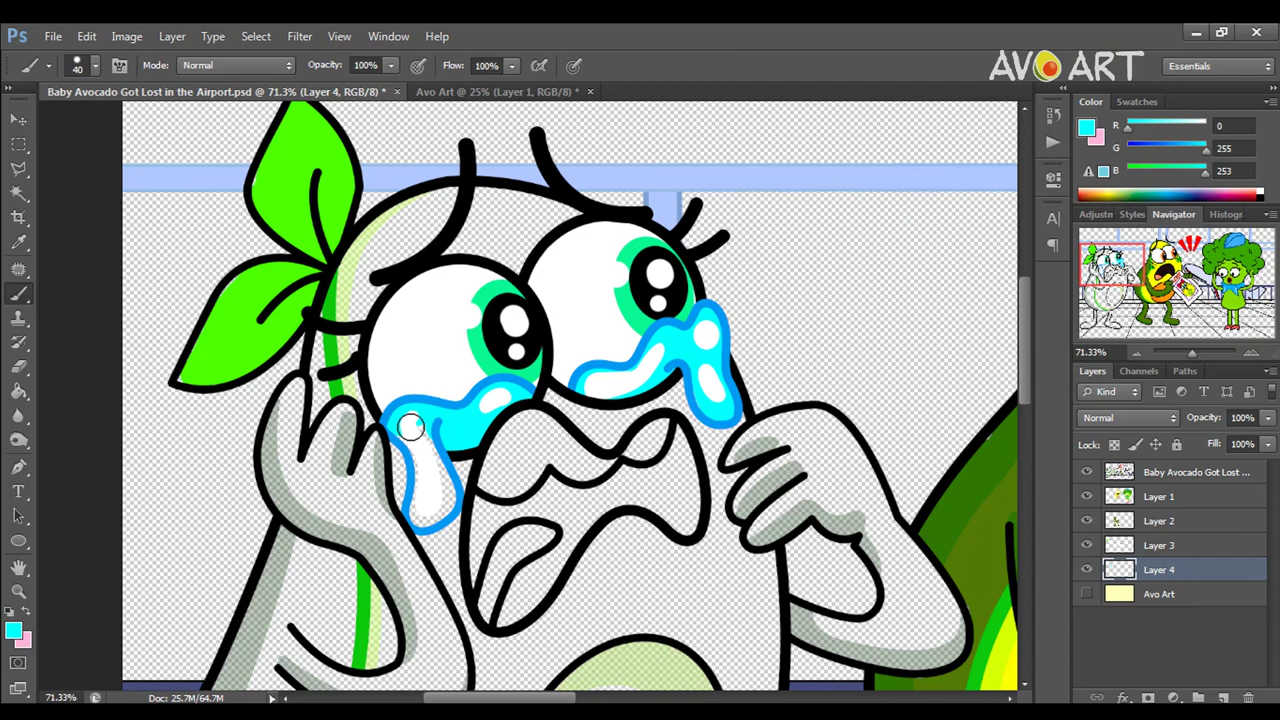 Ps File Edit Image Layer Type Select Filter View Window Help
40 Mode: Normal Opacity: 100% Flow: 100% AVO ART Essentials
Baby Avocado Got Lost in the Airport.psd @ 71.3% (Layer 4, RGB/8) * × Avo Art @ 25% (Layer 1, RGB/8) * ×
Color Swatches
R 0
G 255
B 253
Adjustm Styles Navigator Histogr
71.33%
Layers Channels Paths
Kind
Normal Opacity: 100%
Lock: Fill: 100%
Baby Avocado Got Lost ...
Layer 1
Layer 2
Layer 3
Layer 4
Avo Art
71.33% Doc: 25.7M/64.7M